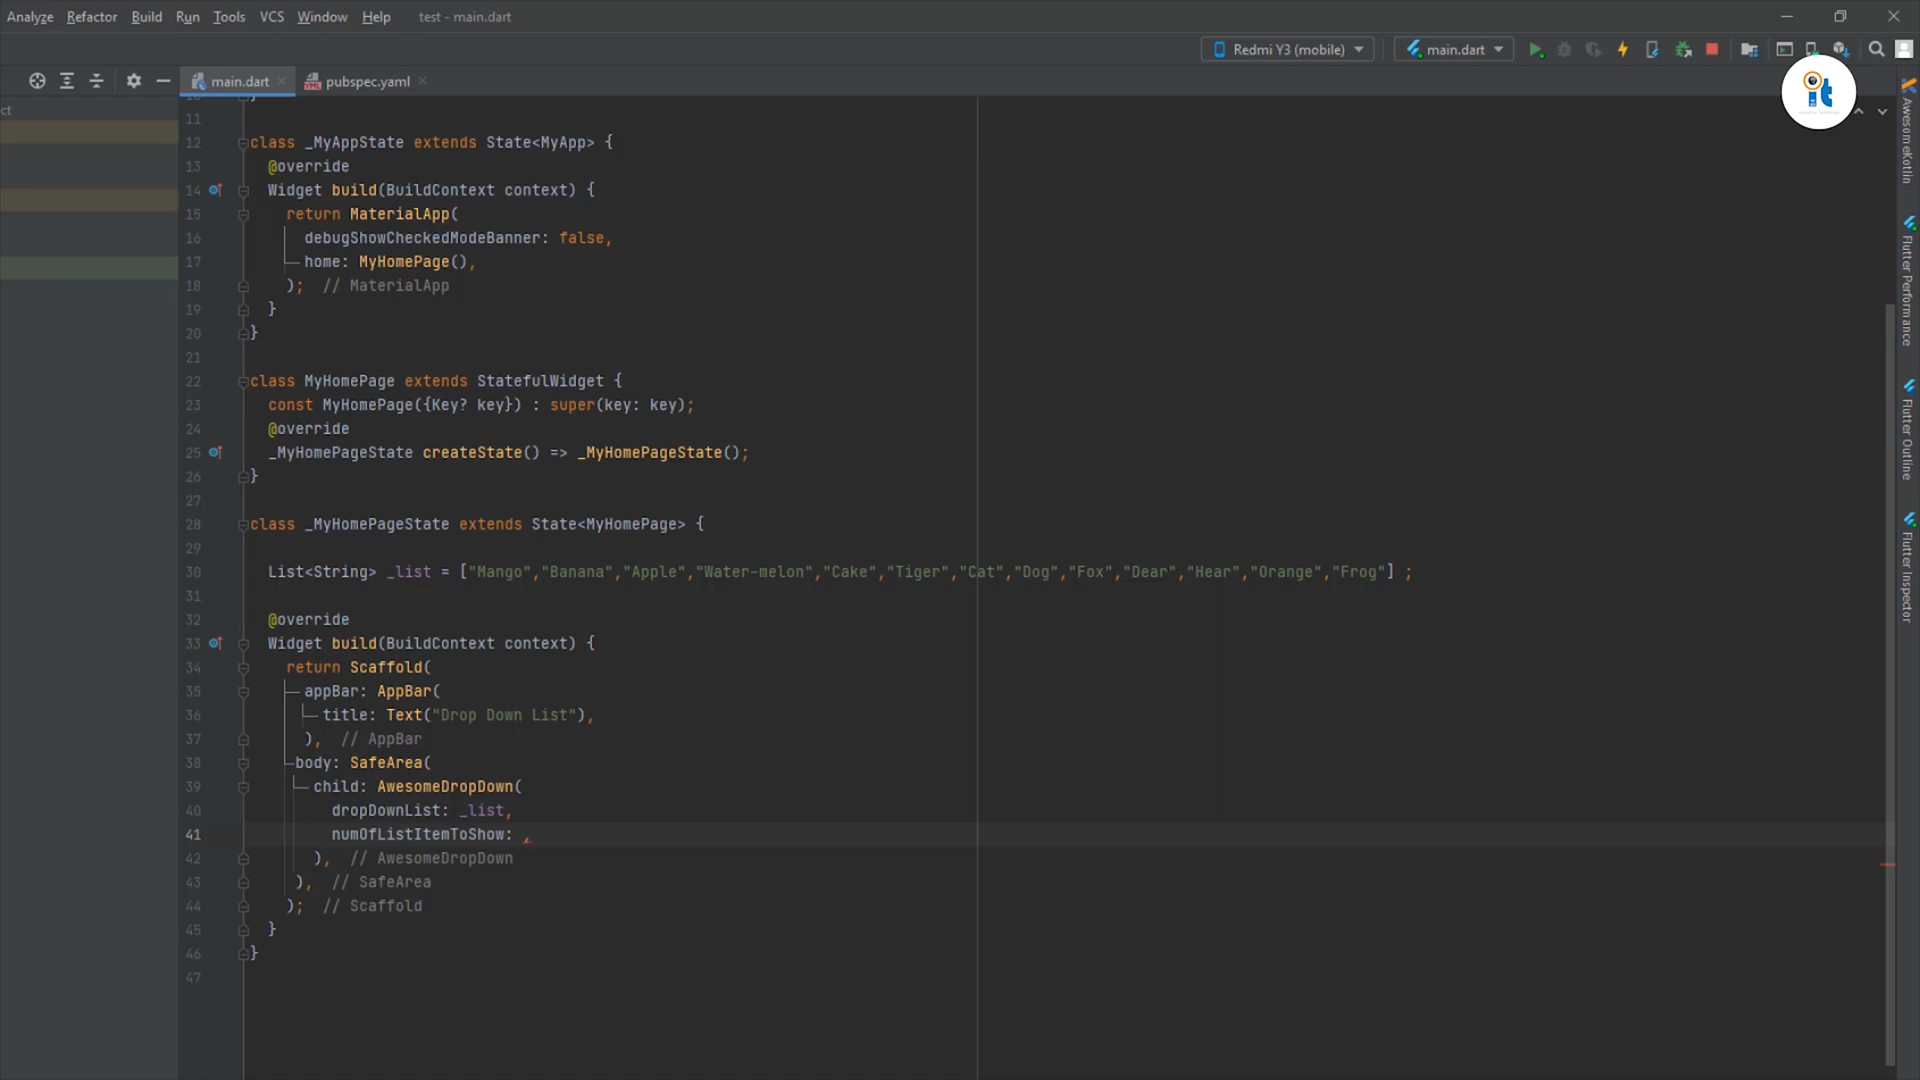 Analyze Refactor Build Run Tools VCS Window Help test - main.dart
Redmi Y3 (mobile) main.dart
main.dart pubspec.yaml
ct
it
11
12 class _MyAppState extends State<MyApp> {
13 @override
14 Widget build(BuildContext context) {
15 return MaterialApp(
16 debugShowCheckedModeBanner: false,
17 home: MyHomePage(),
18 ); // MaterialApp
19 }
20 }
21
22 class MyHomePage extends StatefulWidget {
23 const MyHomePage({Key? key}) : super(key: key);
24 @override
25 _MyHomePageState createState() => _MyHomePageState();
26 }
27
28 class _MyHomePageState extends State<MyHomePage> {
29
30 List<String> _list = ["Mango","Banana","Apple","Water-melon","Cake","Tiger","Cat","Dog","Fox","Dear","Hear","Orange","Frog"] ;
31
32 @override
33 Widget build(BuildContext context) {
34 return Scaffold(
35 appBar: AppBar(
36 title: Text("Drop Down List"),
37 ), // AppBar
38 body: SafeArea(
39 child: AwesomeDropDown(
40 dropDownList: _list,
41 numOfListItemToShow: ,
42 ), // AwesomeDropDown
43 ), // SafeArea
44 ); // Scaffold
45 }
46 }
47
AwesomeKotlin
Flutter Performance
Flutter Outline
Flutter Inspector